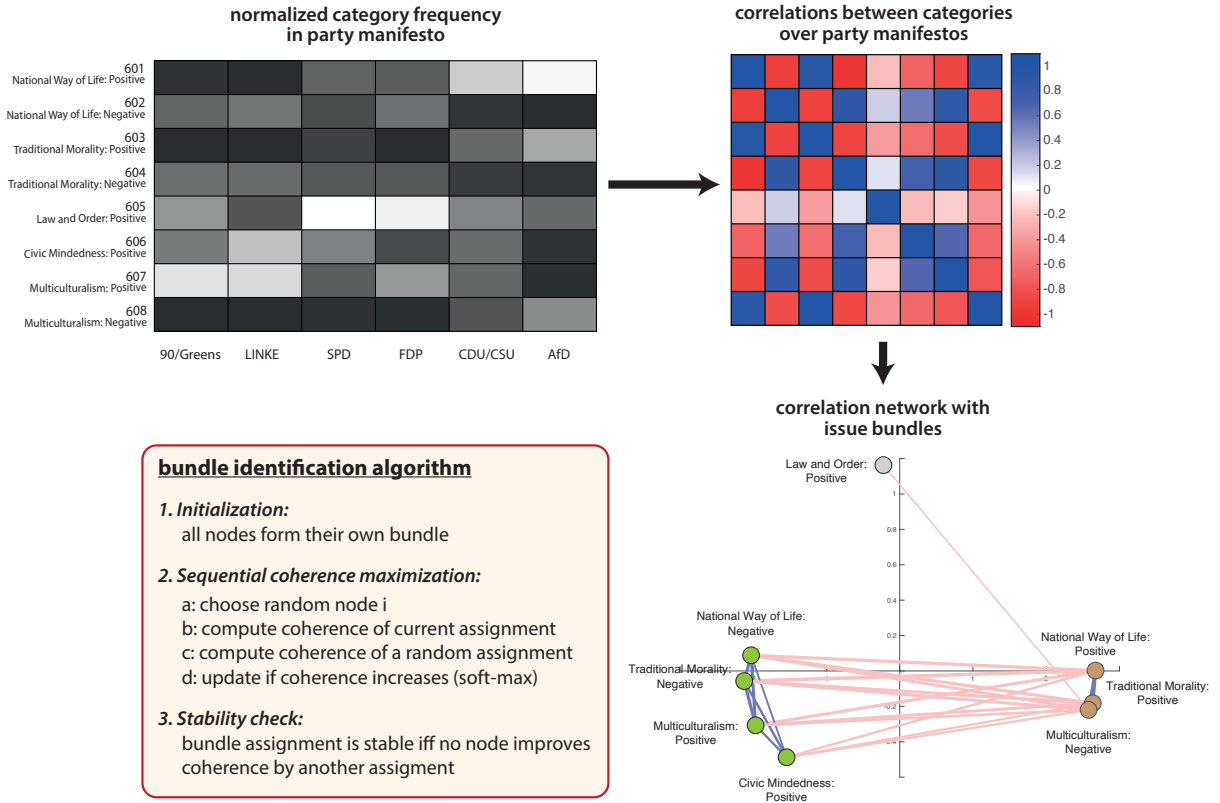 normalized category frequency
in party manifesto
601
National Way of Life: Positive
602
National Way of Life: Negative
603
Traditional Morality: Positive
604
Traditional Morality: Negative
605
Law and Order: Positive
606
Civic Mindedness: Positive
607
Multiculturalism: Positive
608
Multiculturalism: Negative
90/Greens
LINKE
SPD
FDP
CDU/CSU
AfD
correlations between categories
over party manifestos
1
0.8
0.6
0.4
0.2
0
-0.2
-0.4
-0.6
-0.8
-1
correlation network with
issue bundles
Law and Order:
Positive
1
0.8
0.6
0.4
0.2
-0.2
National Way of Life:
Negative
Traditional Morality:
Negative
Multiculturalism:
Positive
Civic Mindedness:
Positive
National Way of Life:
Positive
Traditional Morality:
Positive
Multiculturalism:
Negative
bundle identification algorithm
1. Initialization:
all nodes form their own bundle
2. Sequential coherence maximization:
a: choose random node i
b: compute coherence of current assignment
c: compute coherence of a random assignment
d: update if coherence increases (soft-max)
3. Stability check:
bundle assignment is stable iff no node improves
coherence by another assigment